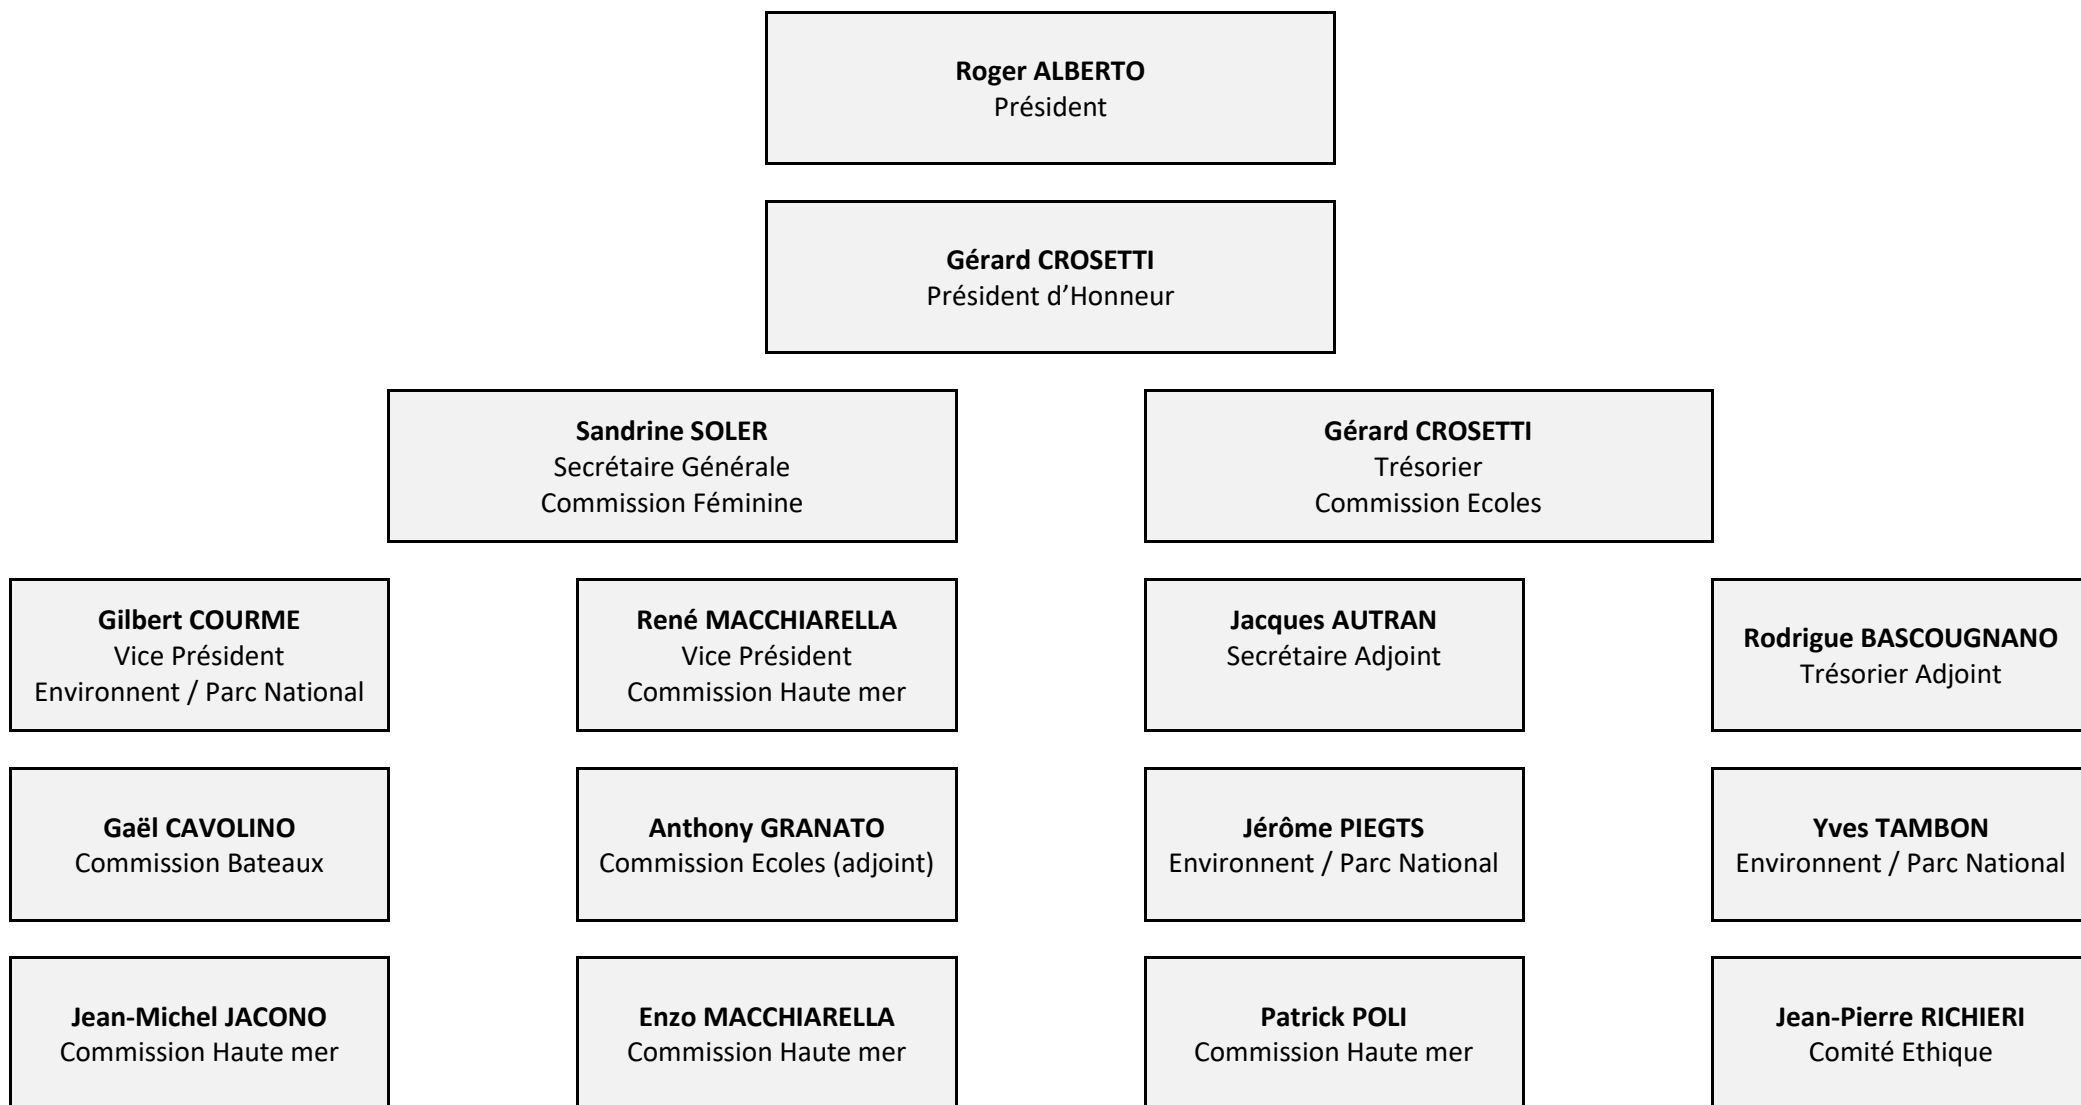 Roger ALBERTO
Président
Gérard CROSETTI
Président d’Honneur
Sandrine SOLER
Secrétaire Générale
Commission Féminine
Gérard CROSETTI
Trésorier
Commission Ecoles
Gilbert COURME
Vice Président
Environnent / Parc National
René MACCHIARELLA
Vice Président
Commission Haute mer
Jacques AUTRAN
Secrétaire Adjoint
Rodrigue BASCOUGNANO
Trésorier Adjoint
Gaël CAVOLINO
Commission Bateaux
Anthony GRANATO
Commission Ecoles (adjoint)
Jérôme PIEGTS
Environnent / Parc National
Yves TAMBON
Environnent / Parc National
Jean-Michel JACONO
Commission Haute mer
Enzo MACCHIARELLA
Commission Haute mer
Patrick POLI
Commission Haute mer
Jean-Pierre RICHIERI
Comité Ethique